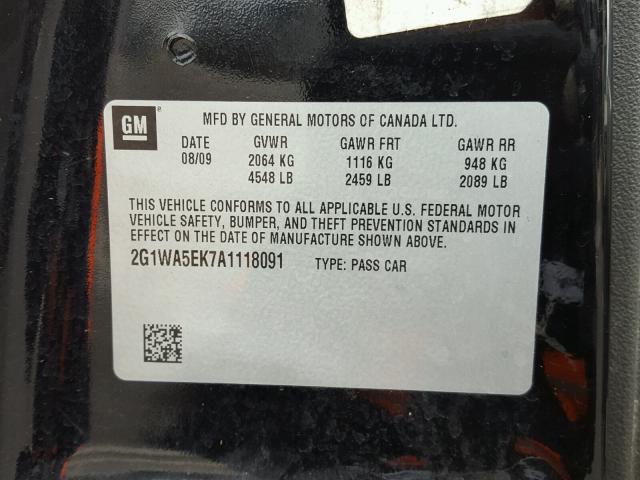 GM
MFD BY GENERAL MOTORS OF CANADA LTD.
DATE GVWR GAWR FRT GAWR RR
08/09 2064 KG 1116 KG 948 KG
4548 LB 2459 LB 2089 LB
THIS VEHICLE CONFORMS TO ALL APPLICABLE U.S. FEDERAL MOTOR
VEHICLE SAFETY, BUMPER, AND THEFT PREVENTION STANDARDS IN
EFFECT ON THE DATE OF MANUFACTURE SHOWN ABOVE.
2G1WA5EK7A1118091 TYPE: PASS CAR